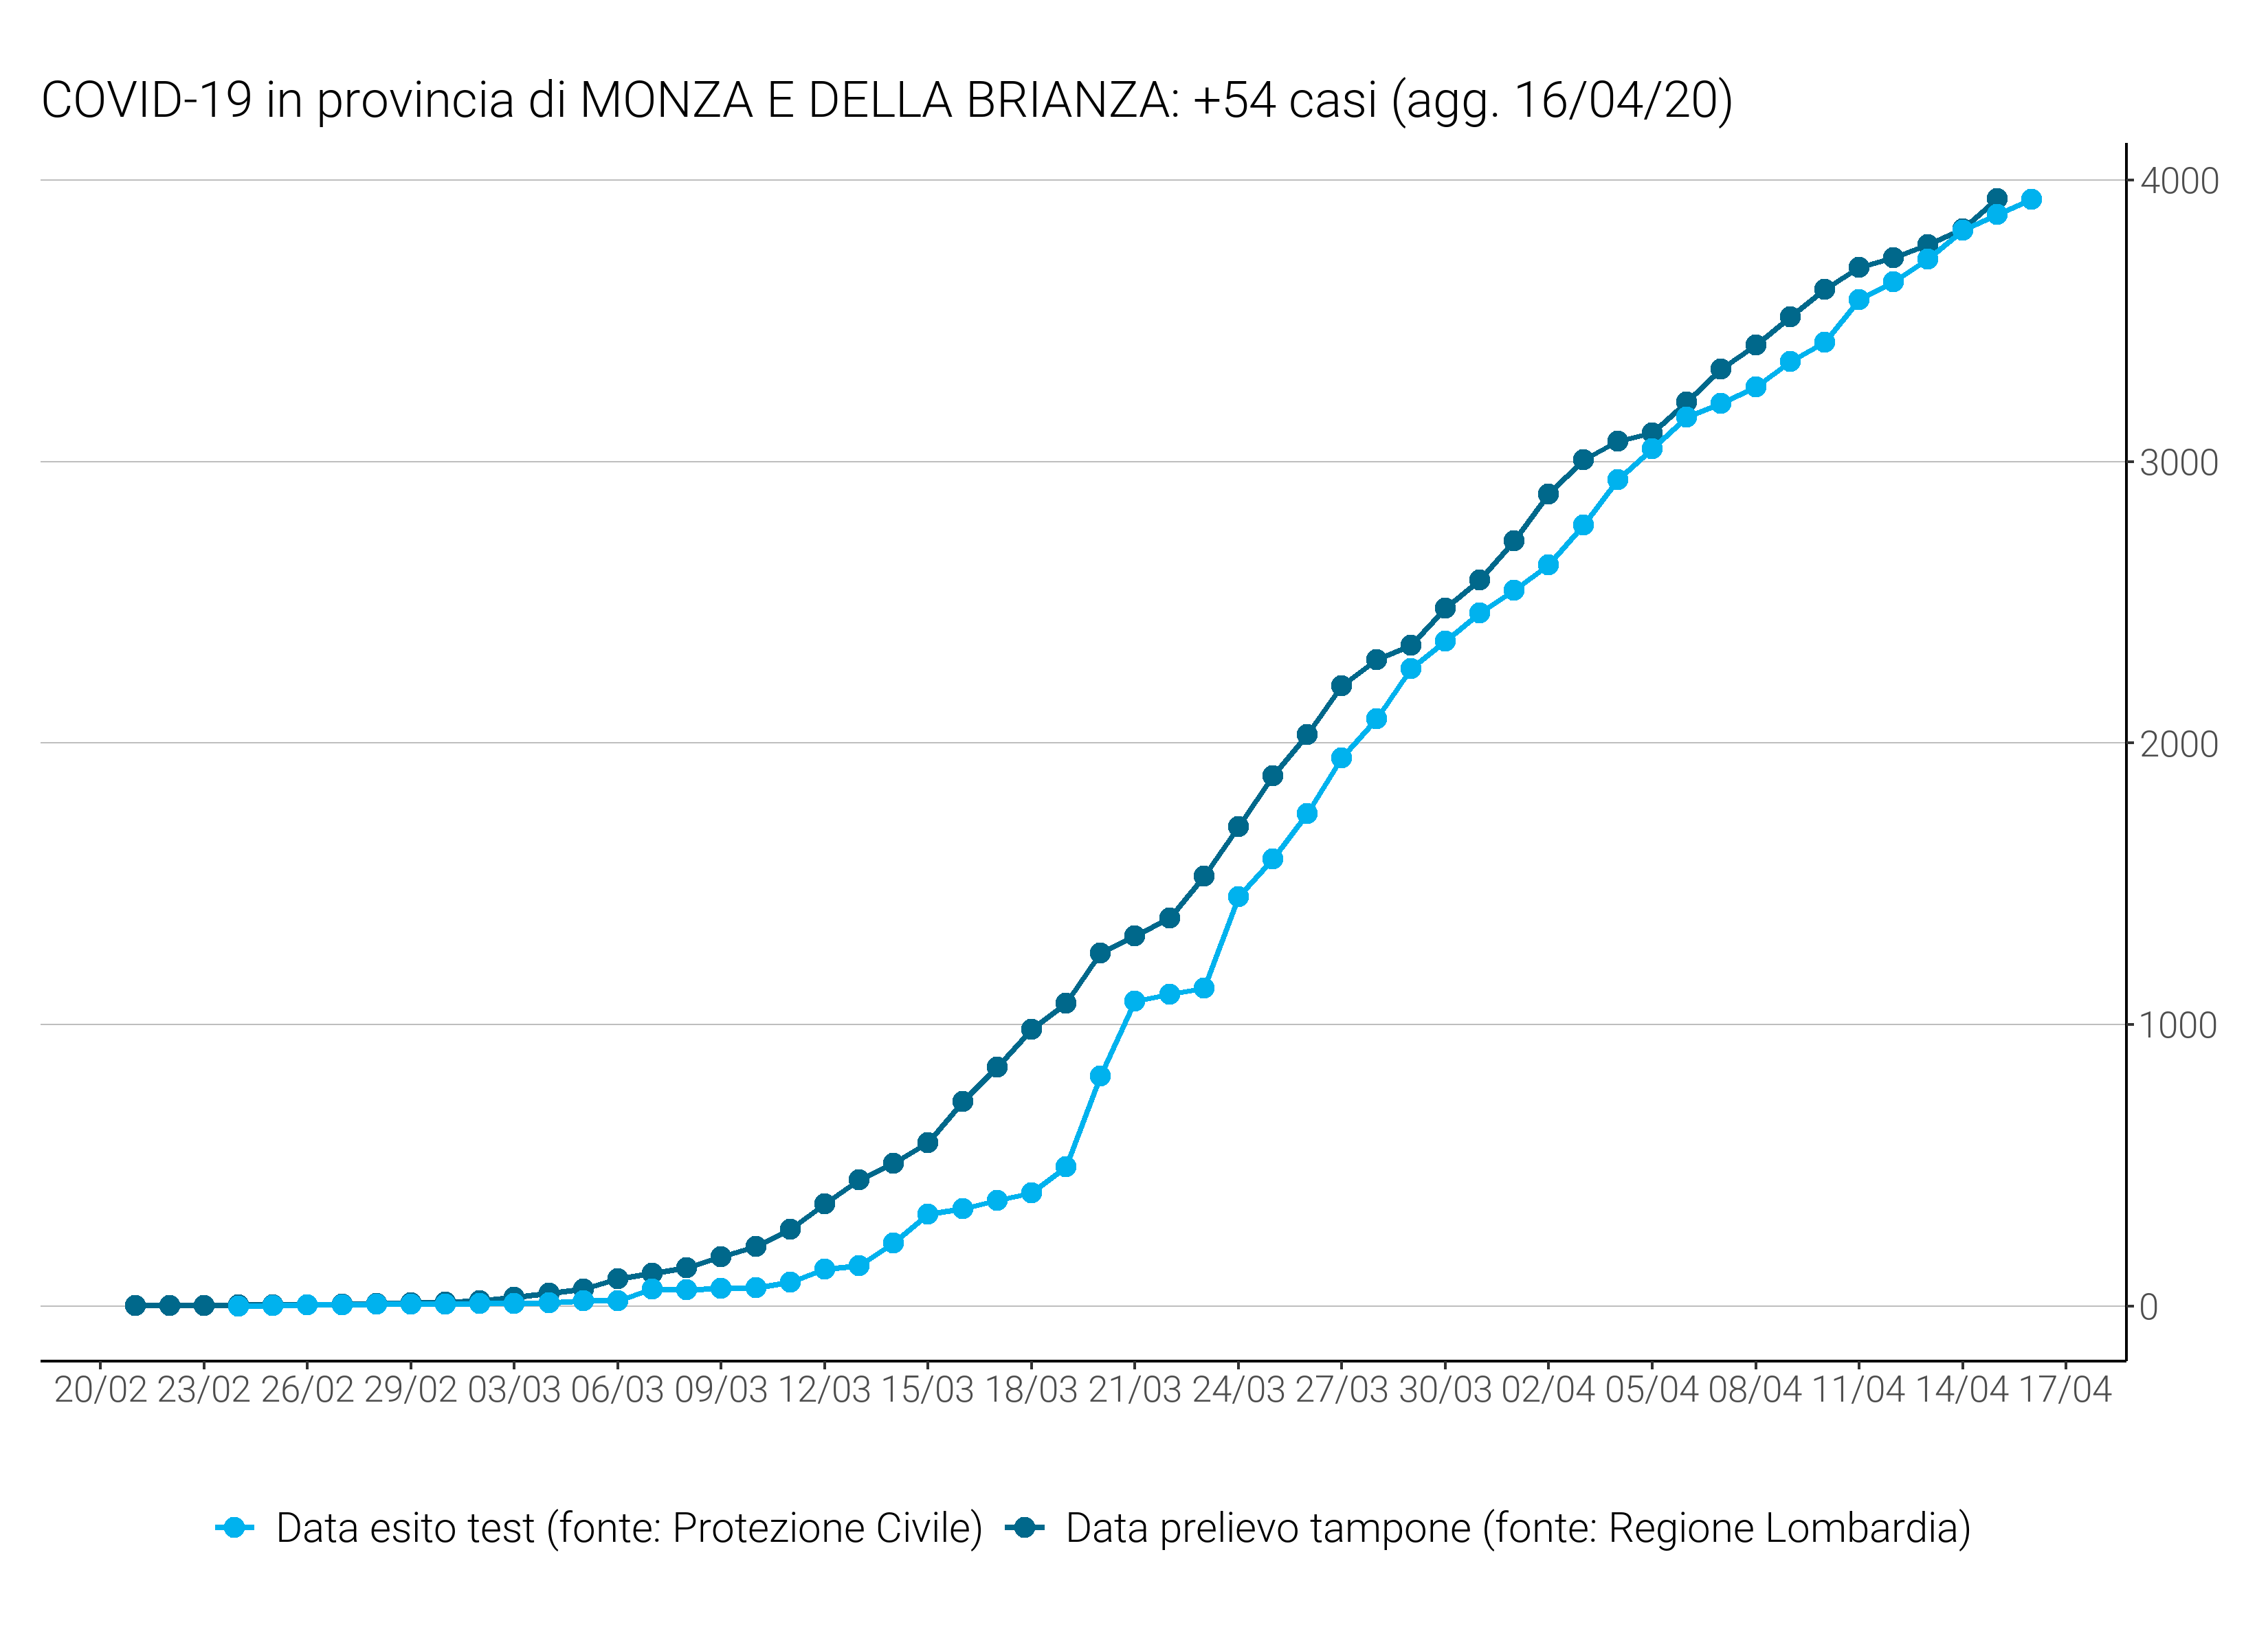 COVID-19 in provincia di MONZA E DELLA BRIANZA: +54 casi (agg. 16/04/20)
4000
3000
2000
1000
0
20/02 23/02 26/02 29/02 03/03 06/03 09/03 12/03 15/03 18/03 21/03 24/03 27/03 30/03 02/04 05/04 08/04 11/04 14/04 17/04
Data esito test (fonte: Protezione Civile) Data prelievo tampone (fonte: Regione Lombardia)